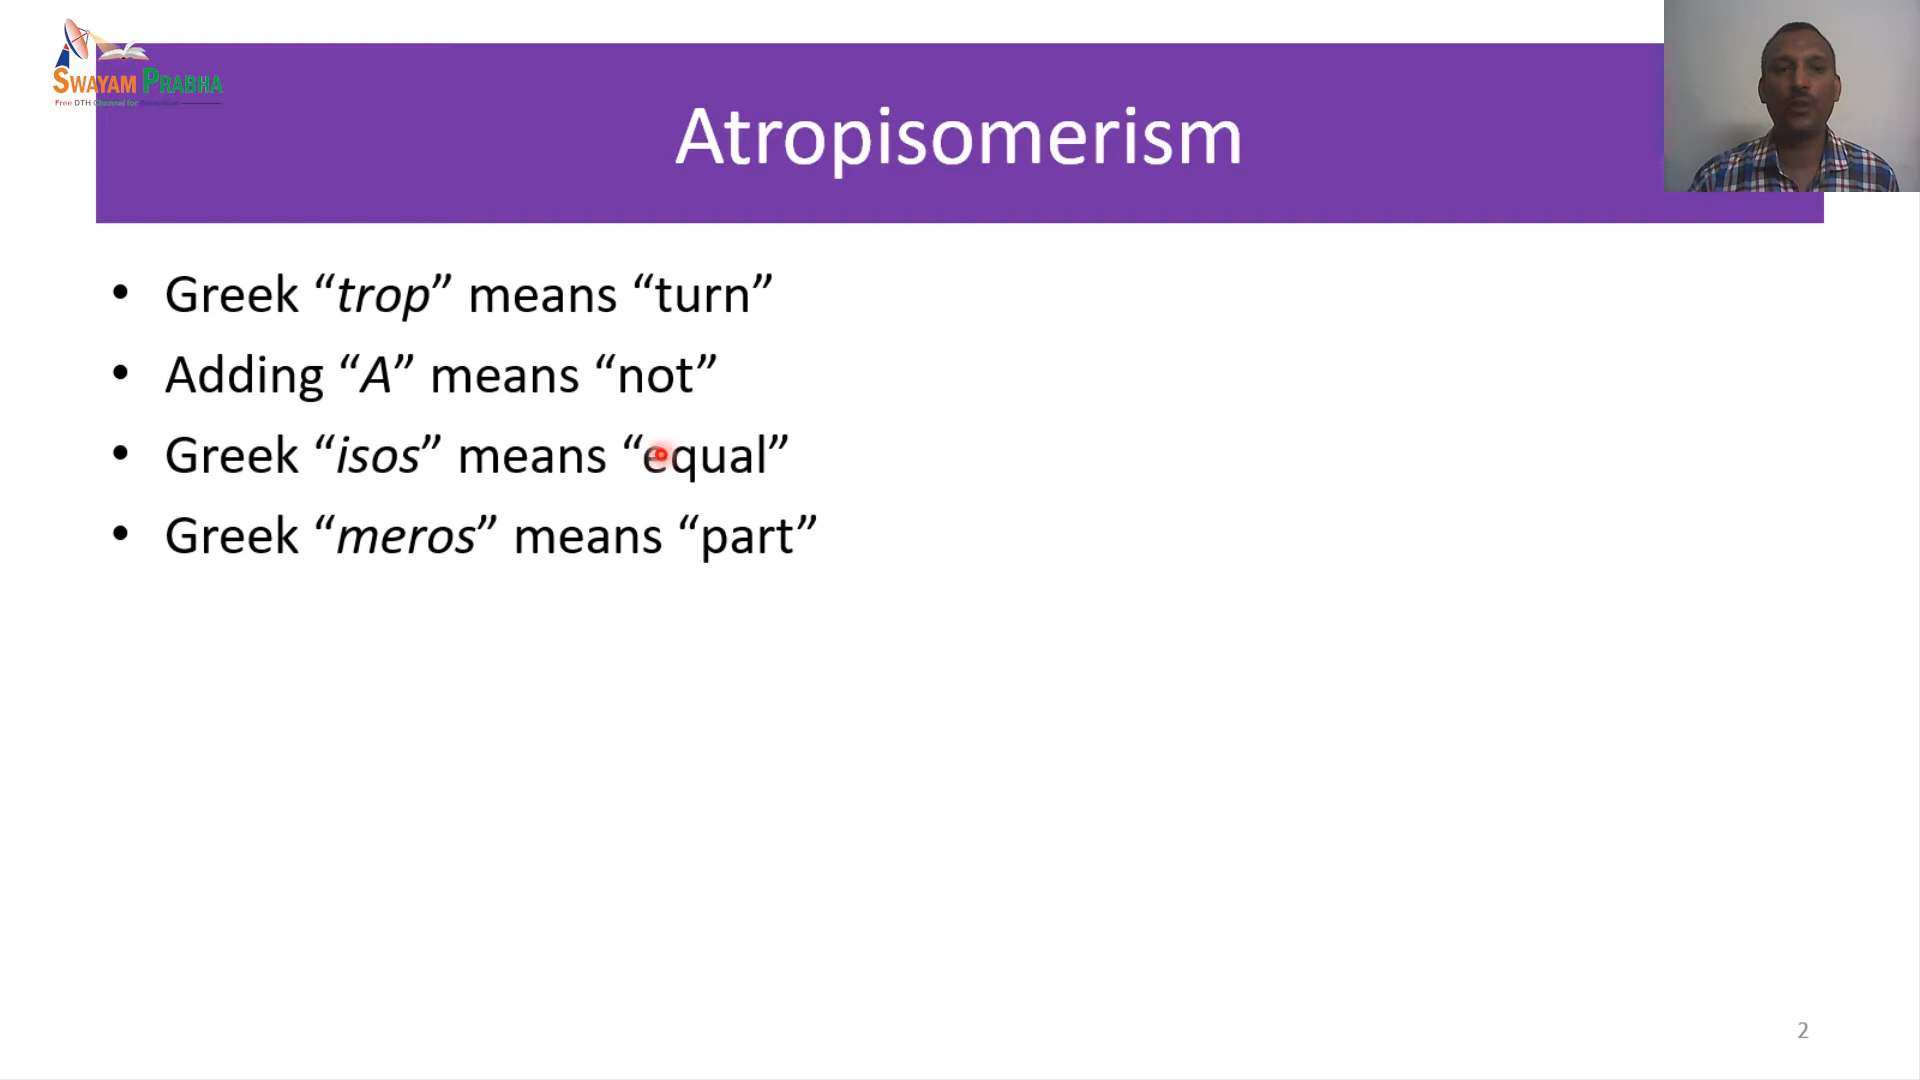 SWAYAM PRABHA
Free DTH Channel for Education
Atropisomerism
• Greek “trop” means “turn”
• Adding “A” means “not”
• Greek “isos” means “equal”
• Greek “meros” means “part”
2